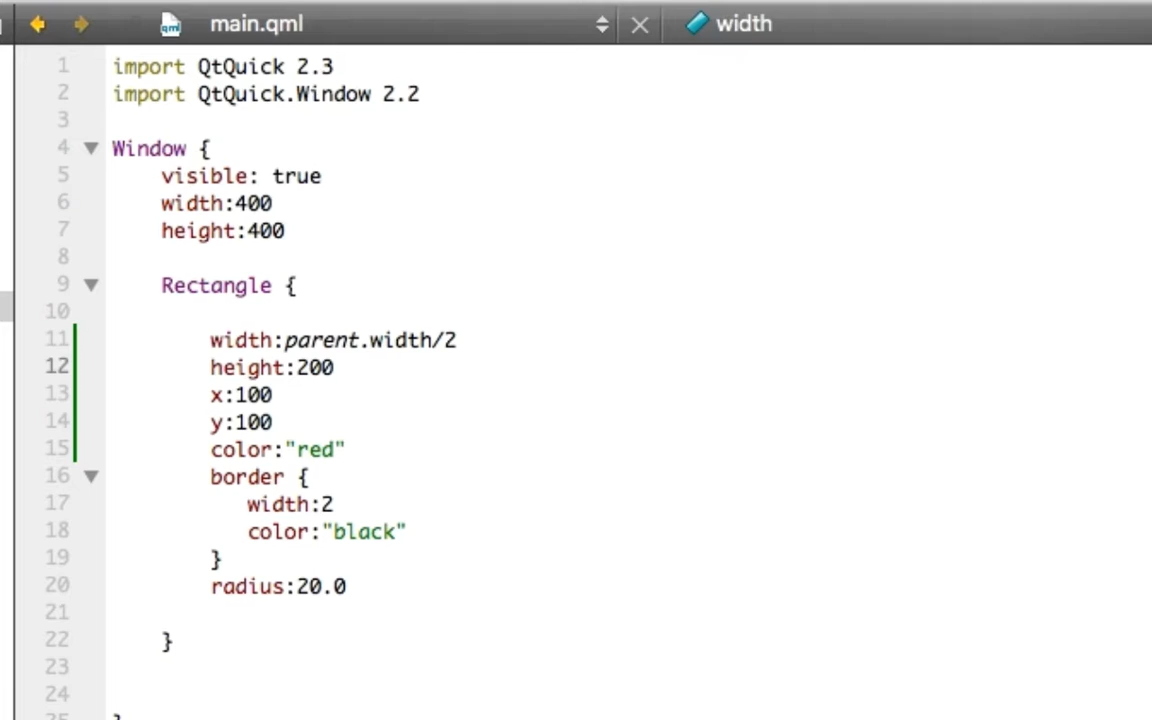 main.qml width
1 import QtQuick 2.3
2 import QtQuick.Window 2.2
3
4 Window {
5 visible: true
6 width:400
7 height:400
8
9 Rectangle {
10
11 width:parent.width/2
12 height:200
13 x:100
14 y:100
15 color:"red"
16 border {
17 width:2
18 color:"black"
19 }
20 radius:20.0
21
22 }
23
24
25 }